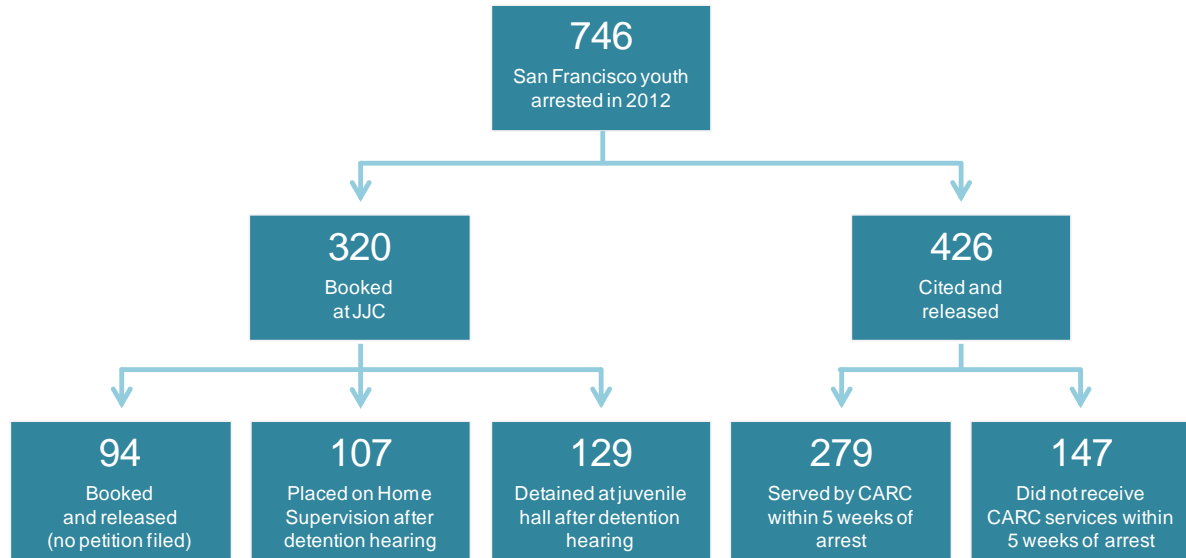 746
San Francisco youth
arrested in 2012
320
Booked
at JJC
426
Cited and
released
94
Booked
and released
(no petition filed)
107
Placed on Home
Supervision after
detention hearing
129
Detained at juvenile
hall after detention
hearing
279
Served by CARC
within 5 weeks of
arrest
147
Did not receive
CARC services within
5 weeks of arrest